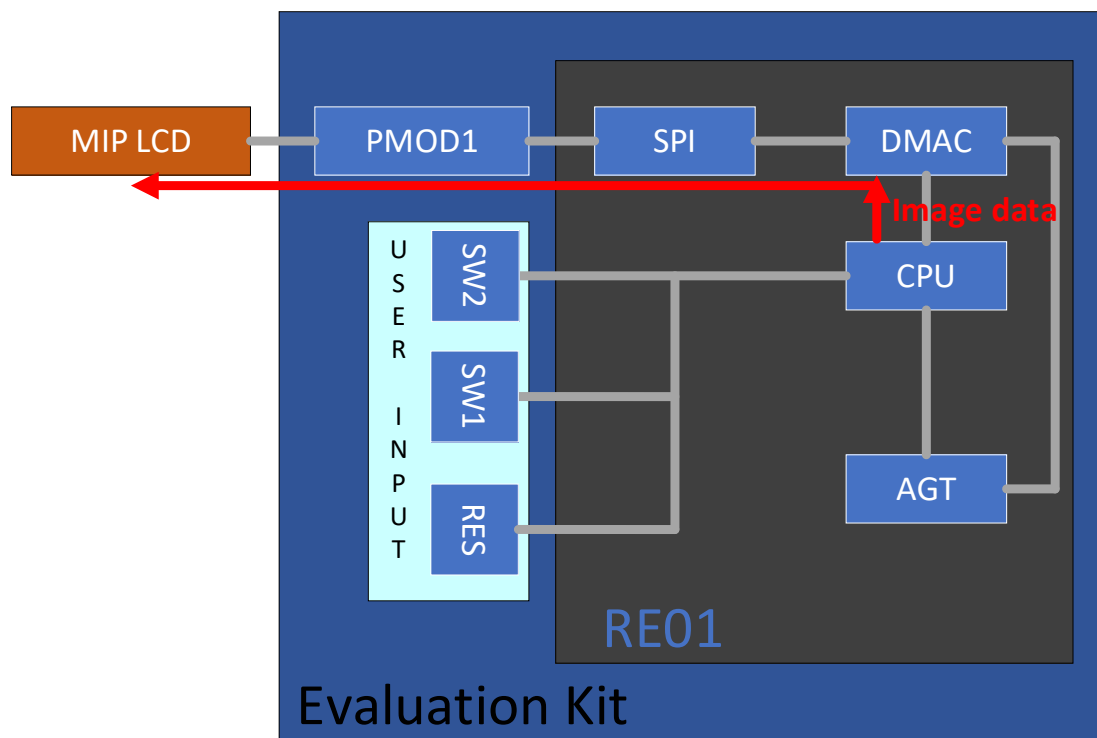 MIP LCD
PMOD1
SPI
DMAC
Image data
USER INPUT
SW2
SW1
RES
CPU
AGT
RE01
Evaluation Kit